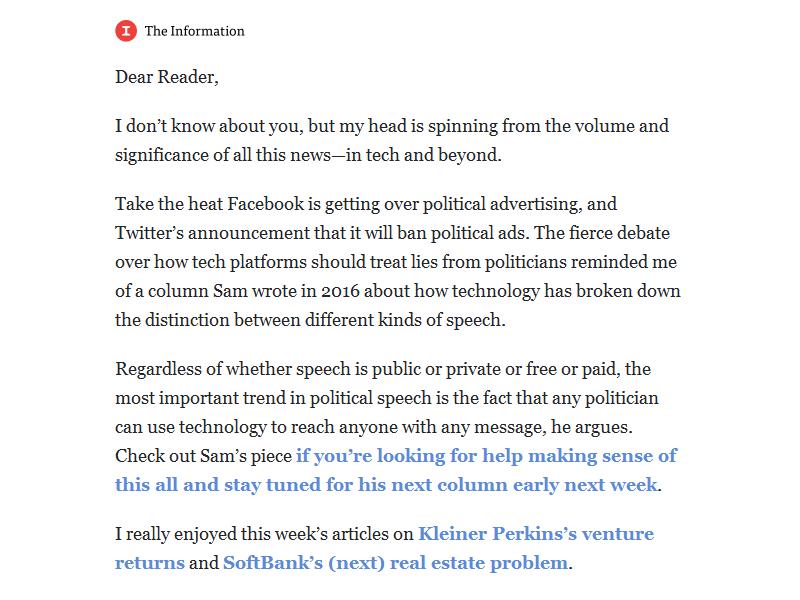 I The Information
Dear Reader,
I don’t know about you, but my head is spinning from the volume and
significance of all this news—in tech and beyond.
Take the heat Facebook is getting over political advertising, and
Twitter’s announcement that it will ban political ads. The fierce debate
over how tech platforms should treat lies from politicians reminded me
of a column Sam wrote in 2016 about how technology has broken down
the distinction between different kinds of speech.
Regardless of whether speech is public or private or free or paid, the
most important trend in political speech is the fact that any politician
can use technology to reach anyone with any message, he argues.
Check out Sam’s piece if you’re looking for help making sense of
this all and stay tuned for his next column early next week.
I really enjoyed this week’s articles on Kleiner Perkins’s venture
returns and SoftBank’s (next) real estate problem.